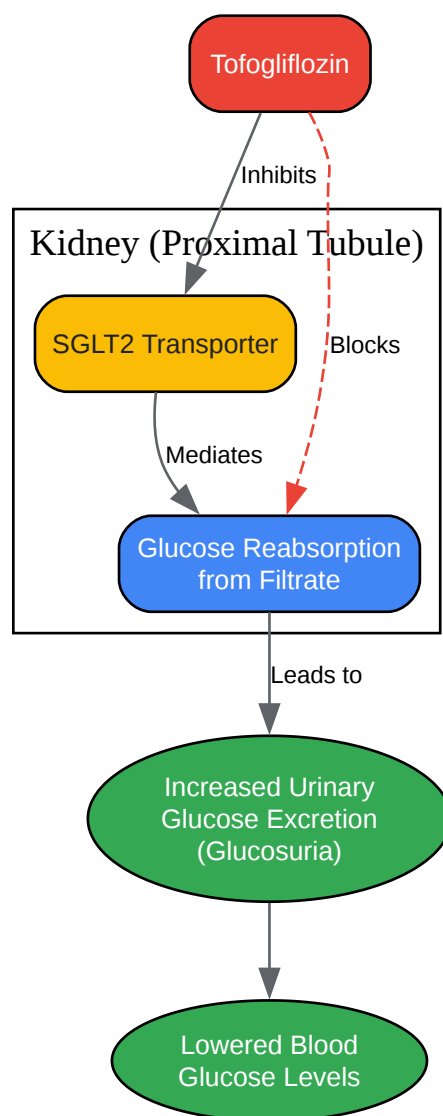 Tofogliflozin
Inhibits
Kidney (Proximal Tubule)
SGLT2 Transporter
Blocks
Mediates
Glucose Reabsorption
from Filtrate
Leads to
Increased Urinary
Glucose Excretion
(Glucosuria)
Lowered Blood
Glucose Levels